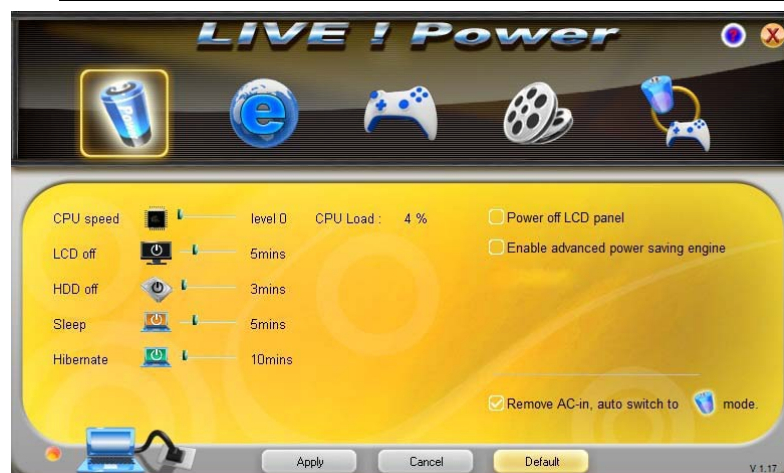 LIVE ! Power
CPU speed level 0 CPU Load : 4 %
LCD off 5mins
HDD off 3mins
Sleep 5mins
Hibernate 10mins
Power off LCD panel
Enable advanced power saving engine
Remove AC-in, auto switch to mode.
Apply Cancel Default
V 1.17